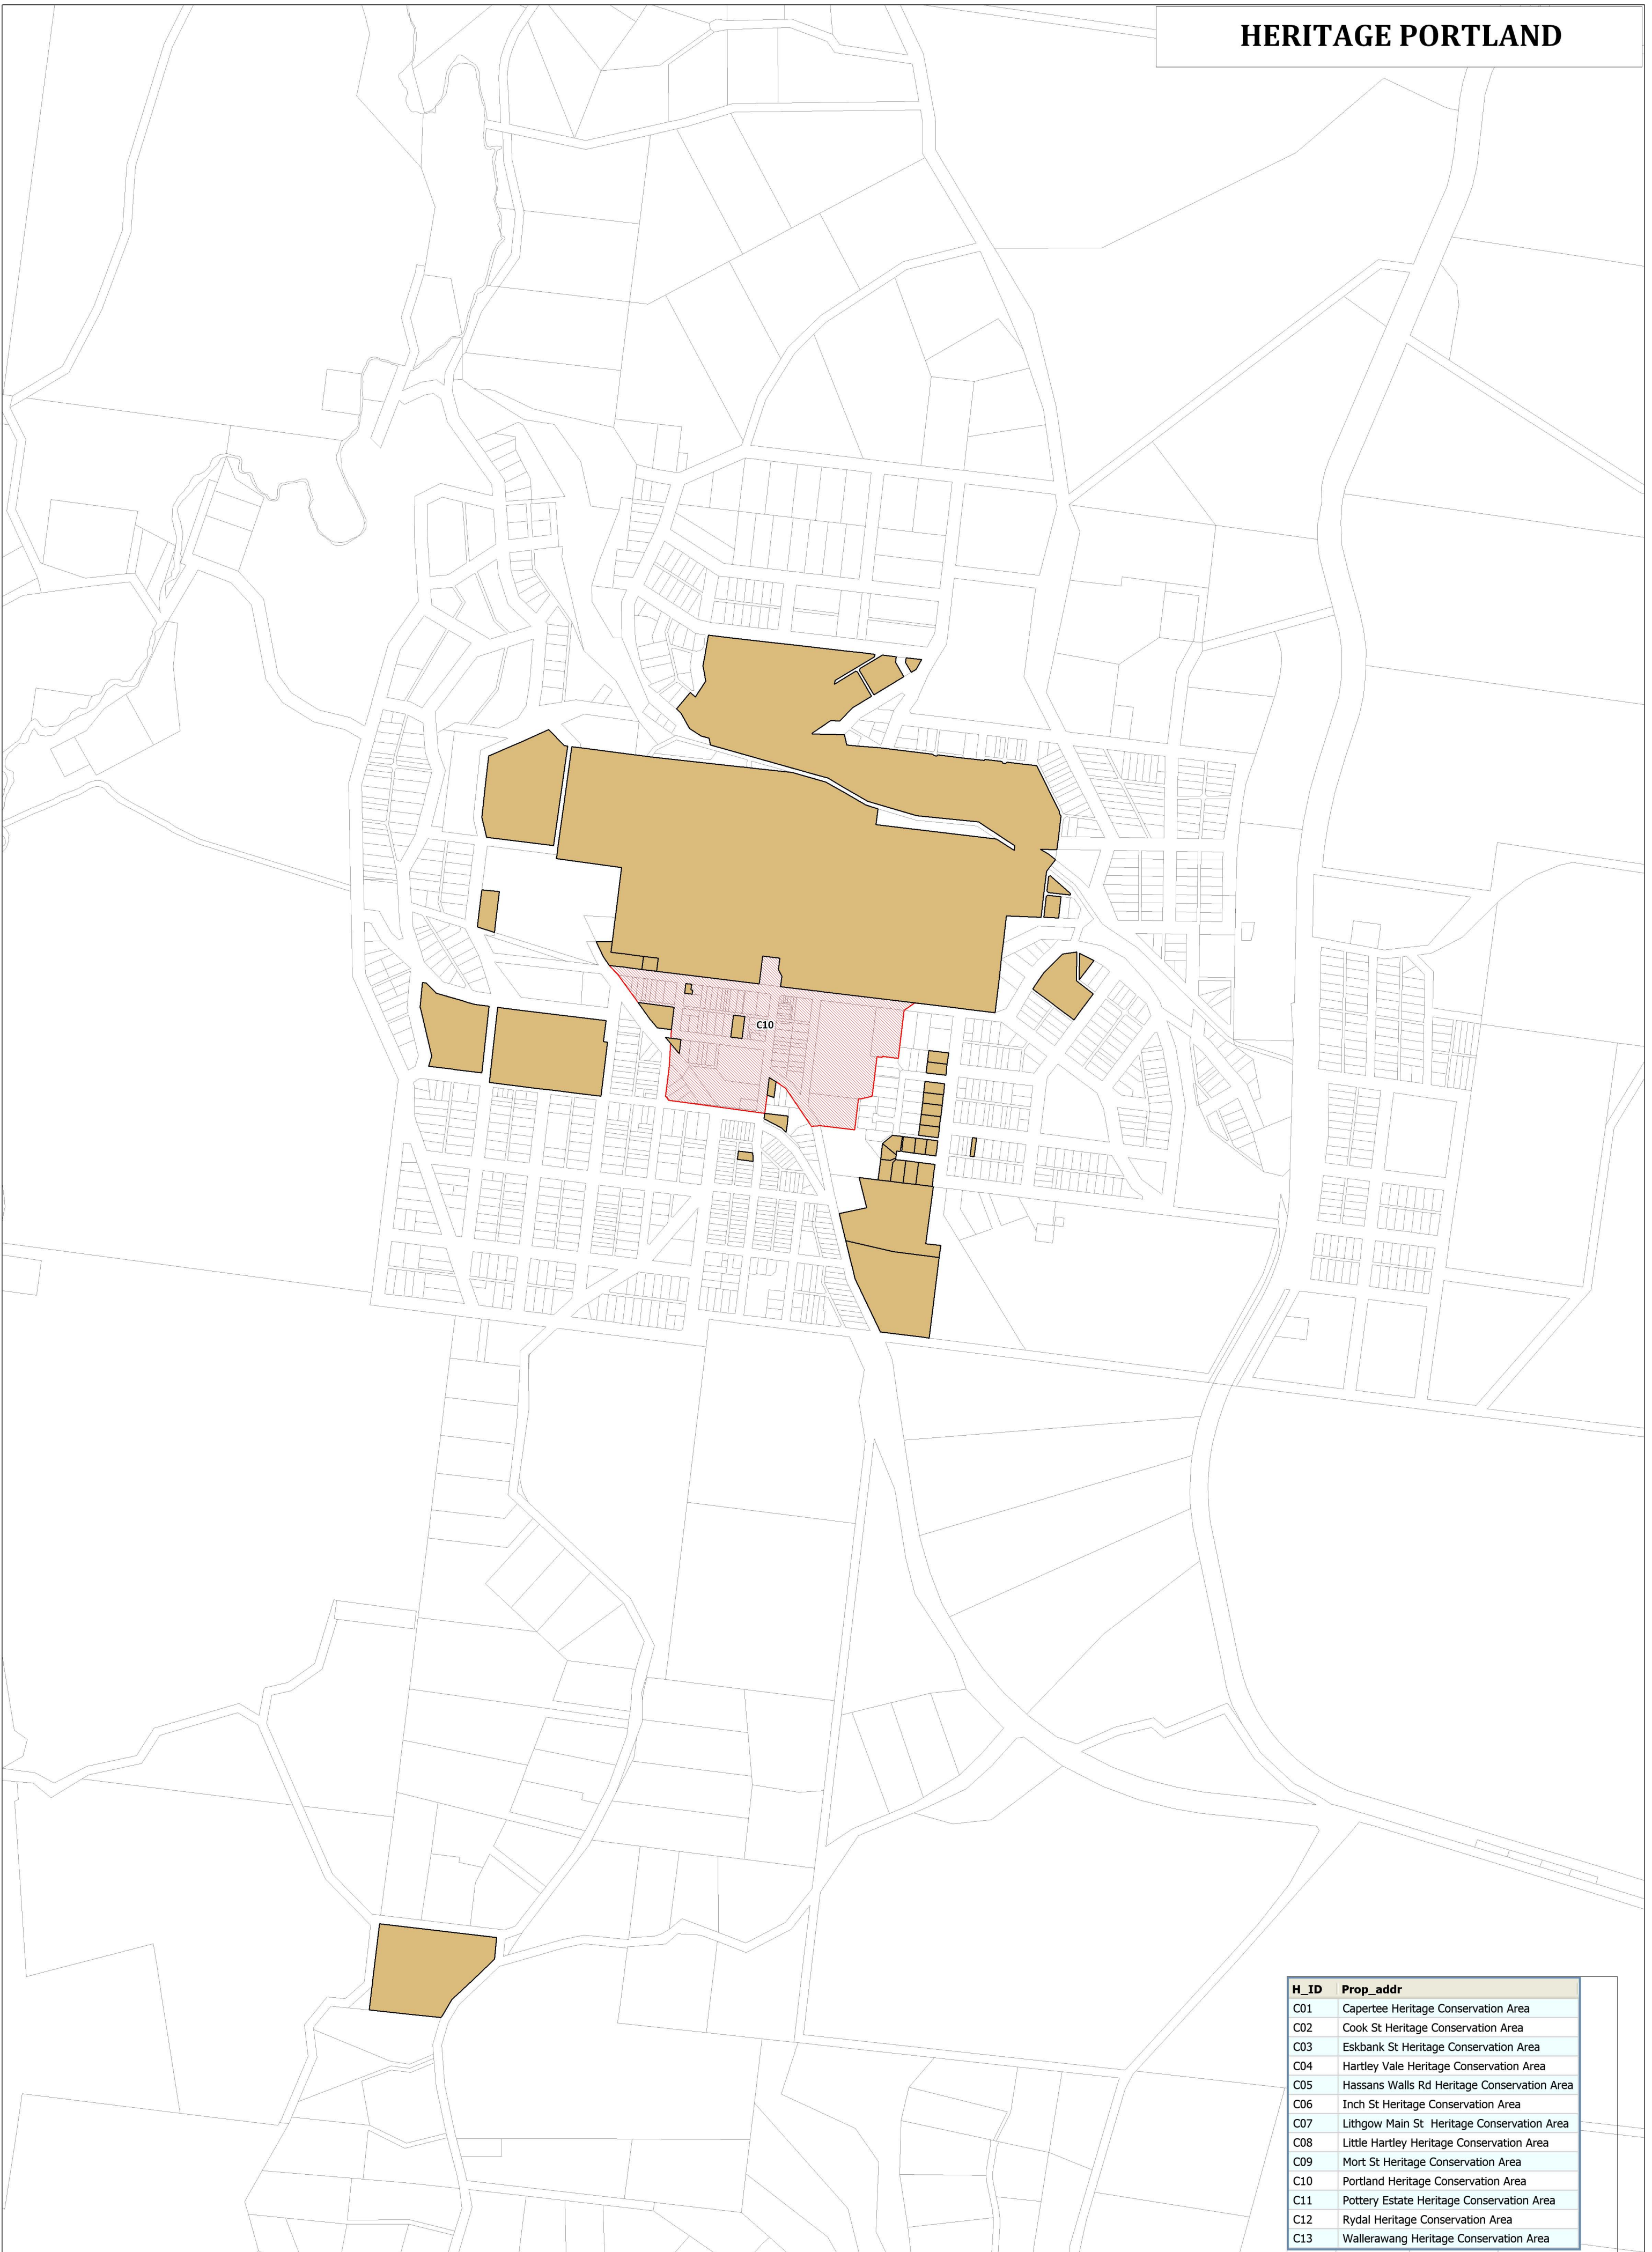 HERITAGE PORTLAND
C10
H_ID Prop_addr
C01 Capertee Heritage Conservation Area
C02 Cook St Heritage Conservation Area
C03 Eskbank St Heritage Conservation Area
C04 Hartley Vale Heritage Conservation Area
C05 Hassans Walls Rd Heritage Conservation Area
C06 Inch St Heritage Conservation Area
C07 Lithgow Main St  Heritage Conservation Area
C08 Little Hartley Heritage Conservation Area
C09 Mort St Heritage Conservation Area
C10 Portland Heritage Conservation Area
C11 Pottery Estate Heritage Conservation Area
C12 Rydal Heritage Conservation Area
C13 Wallerawang Heritage Conservation Area